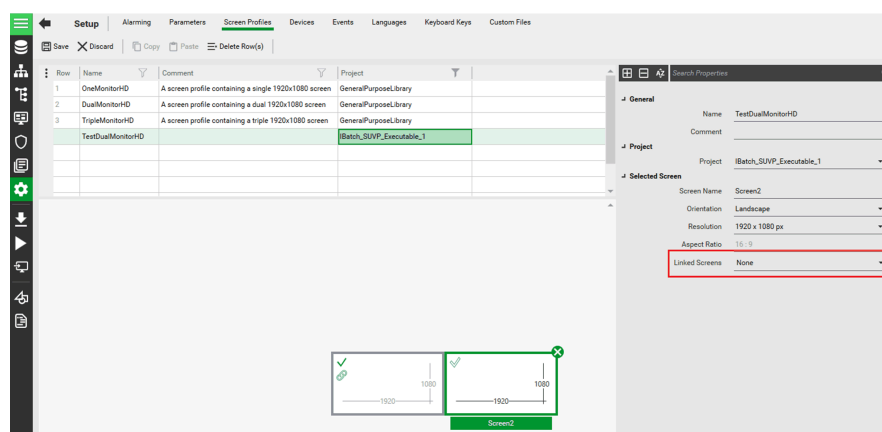 Setup Alarming Parameters Screen Profiles Devices Events Languages Keyboard Keys Custom Files
Save Discard Copy Paste Delete Row(s)
Row Name Comment Project
1 OneMonitorHD A screen profile containing a single 1920x1080 screen GeneralPurposeLibrary
2 DualMonitorHD A screen profile containing a dual 1920x1080 screen GeneralPurposeLibrary
3 TripleMonitorHD A screen profile containing a triple 1920x1080 screen GeneralPurposeLibrary
TestDualMonitorHD IBatch_SUVP_Executable_1
Search Properties
General
Name TestDualMonitorHD
Comment
Project
Project IBatch_SUVP_Executable_1
Selected Screen
Screen Name Screen2
Orientation Landscape
Resolution 1920 x 1080 px
Aspect Ratio 16 : 9
Linked Screens None
1080 1080
1920 1920
Screen2